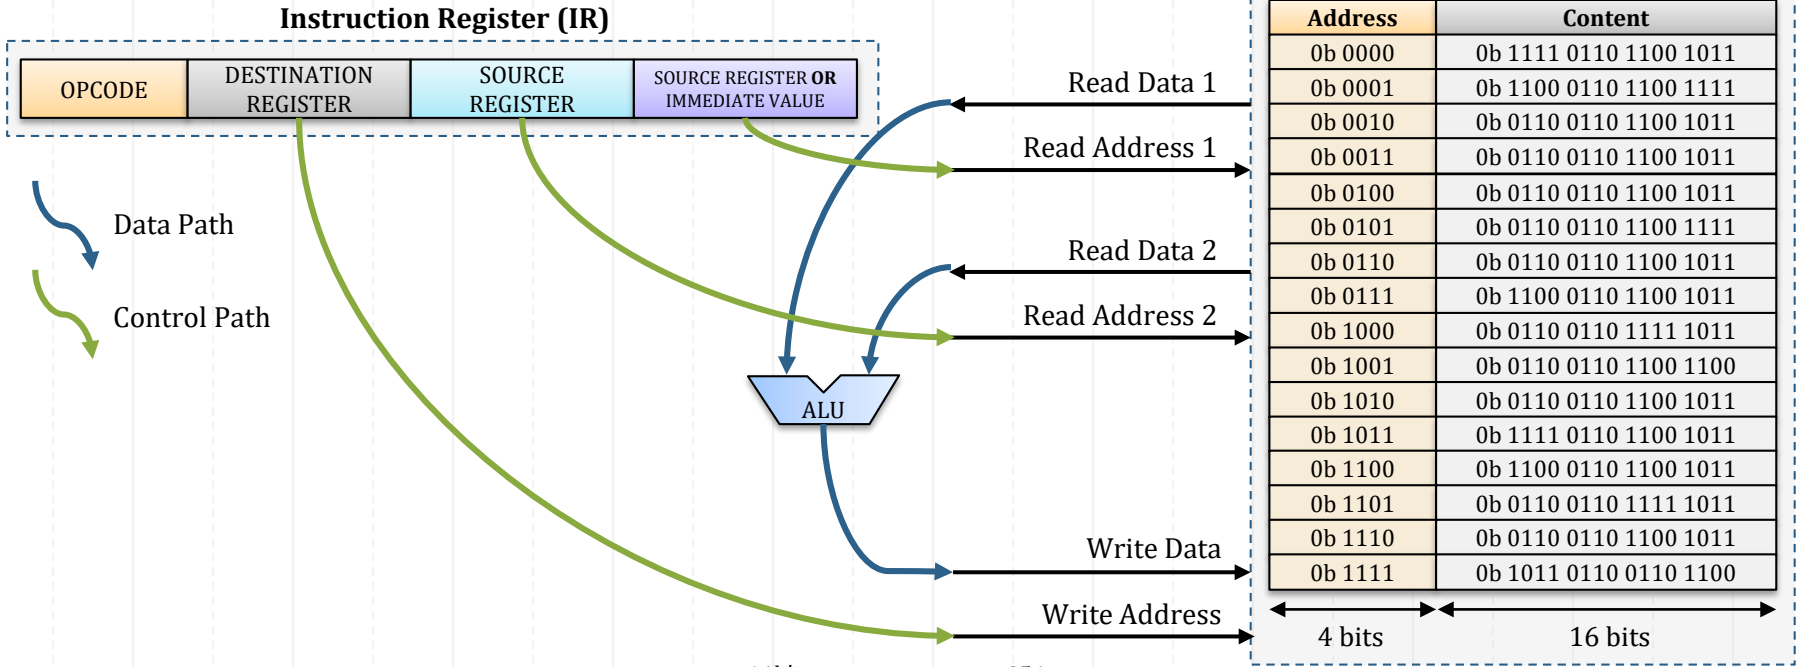 Instruction Register (IR)
OPCODE
DESTINATION
REGISTER
SOURCE
REGISTER
SOURCE REGISTER OR
IMMEDIATE VALUE
Data Path
Control Path
Read Data 1
Read Address 1
Read Data 2
Read Address 2
ALU
Write Data
Write Address
Address Content
0b 0000 0b 1111 0110 1100 1011
0b 0001 0b 1100 0110 1100 1111
0b 0010 0b 0110 0110 1100 1011
0b 0011 0b 0110 0110 1100 1011
0b 0100 0b 0110 0110 1100 1011
0b 0101 0b 0110 0110 1100 1111
0b 0110 0b 0110 0110 1100 1011
0b 0111 0b 1100 0110 1100 1011
0b 1000 0b 0110 0110 1111 1011
0b 1001 0b 0110 0110 1100 1100
0b 1010 0b 0110 0110 1100 1011
0b 1011 0b 1111 0110 1100 1011
0b 1100 0b 1100 0110 1100 1011
0b 1101 0b 0110 0110 1111 1011
0b 1110 0b 0110 0110 1100 1011
0b 1111 0b 1011 0110 0110 1100
4 bits 16 bits